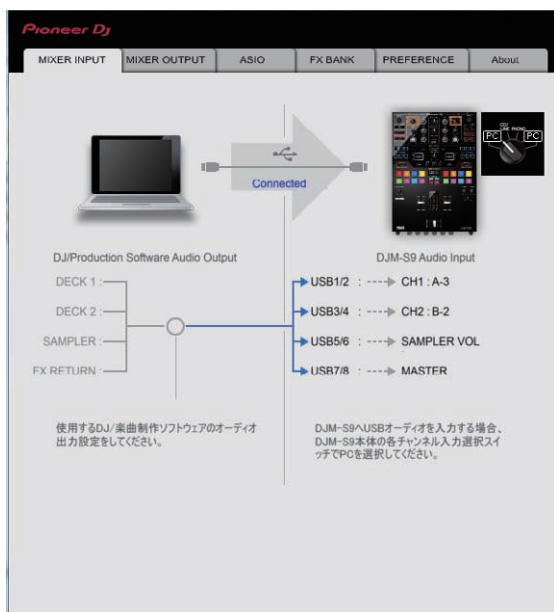 Pioneer Dj
MIXER INPUT MIXER OUTPUT ASIO FX BANK PREFERENCE About
CDJ
LINE PHONO
PC PC
Connected
DJ/Production Software Audio Output
DJM-S9 Audio Input
DECK 1 :
DECK 2 :
SAMPLER :
FX RETURN :
USB1/2 : CH1 : A-3
USB3/4 : CH2 : B-2
USB5/6 : SAMPLER VOL
:
USB7/8 : MASTER
使用するDJ/楽曲制作ソフトウェアのオーディオ
出力設定をしてください。
DJM-S9へUSBオーディオを入力する場合、
DJM-S9本体の各チャンネル入力選択スイ
ッチでPCを選択してください。